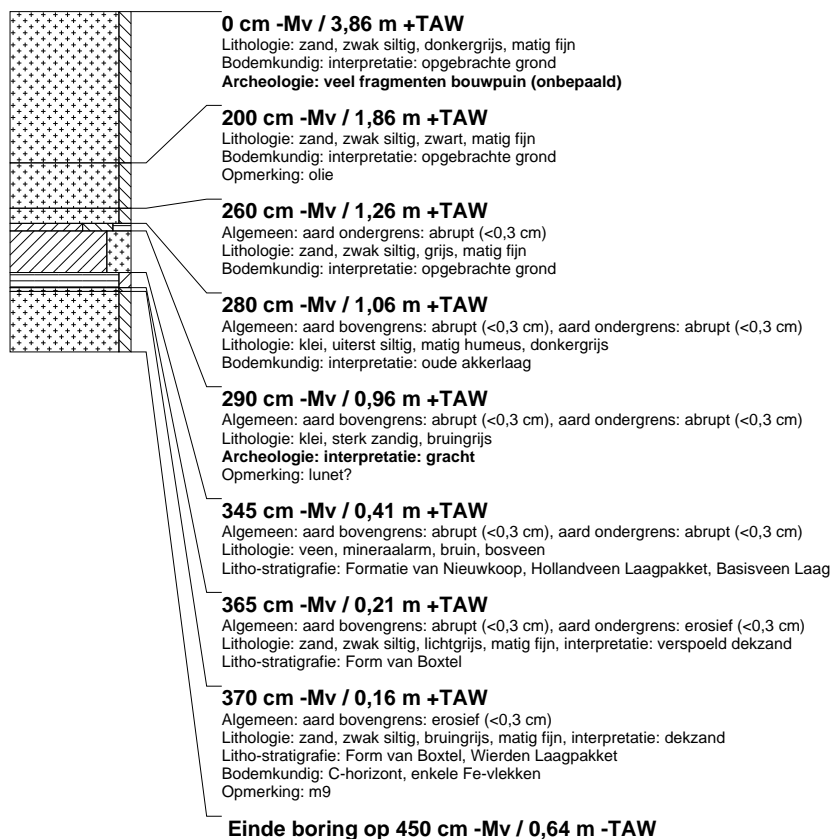 0 cm -Mv / 3,86 m +TAW
Lithologie: zand, zwak siltig, donkergrijs, matig fijn
Bodemkundig: interpretatie: opgebrachte grond
Archeologie: veel fragmenten bouwpuin (onbepaald)
200 cm -Mv / 1,86 m +TAW
Lithologie: zand, zwak siltig, zwart, matig fijn
Bodemkundig: interpretatie: opgebrachte grond
Opmerking: olie
260 cm -Mv / 1,26 m +TAW
Algemeen: aard ondergrens: abrupt (<0,3 cm)
Lithologie: zand, zwak siltig, grijs, matig fijn
Bodemkundig: interpretatie: opgebrachte grond
280 cm -Mv / 1,06 m +TAW
Algemeen: aard bovengrens: abrupt (<0,3 cm), aard ondergrens: abrupt (<0,3 cm)
Lithologie: klei, uiterst siltig, matig humeus, donkergrijs
Bodemkundig: interpretatie: oude akkerlaag
290 cm -Mv / 0,96 m +TAW
Algemeen: aard bovengrens: abrupt (<0,3 cm), aard ondergrens: abrupt (<0,3 cm)
Lithologie: klei, sterk zandig, bruingrijs
Archeologie: interpretatie: gracht
Opmerking: lunet?
345 cm -Mv / 0,41 m +TAW
Algemeen: aard bovengrens: abrupt (<0,3 cm), aard ondergrens: abrupt (<0,3 cm)
Lithologie: veen, mineraalarm, bruin, bosveen
Litho-stratigrafie: Formatie van Nieuwkoop, Hollandveen Laagpakket, Basisveen Laag
365 cm -Mv / 0,21 m +TAW
Algemeen: aard bovengrens: abrupt (<0,3 cm), aard ondergrens: erosief (<0,3 cm)
Lithologie: zand, zwak siltig, lichtgrijs, matig fijn, interpretatie: verspoeld dekzand
Litho-stratigrafie: Form van Boxtel
370 cm -Mv / 0,16 m +TAW
Algemeen: aard bovengrens: erosief (<0,3 cm)
Lithologie: zand, zwak siltig, bruingrijs, matig fijn, interpretatie: dekzand
Litho-stratigrafie: Form van Boxtel, Wierden Laagpakket
Bodemkundig: C-horizont, enkele Fe-vlekken
Opmerking: m9
Einde boring op 450 cm -Mv / 0,64 m -TAW